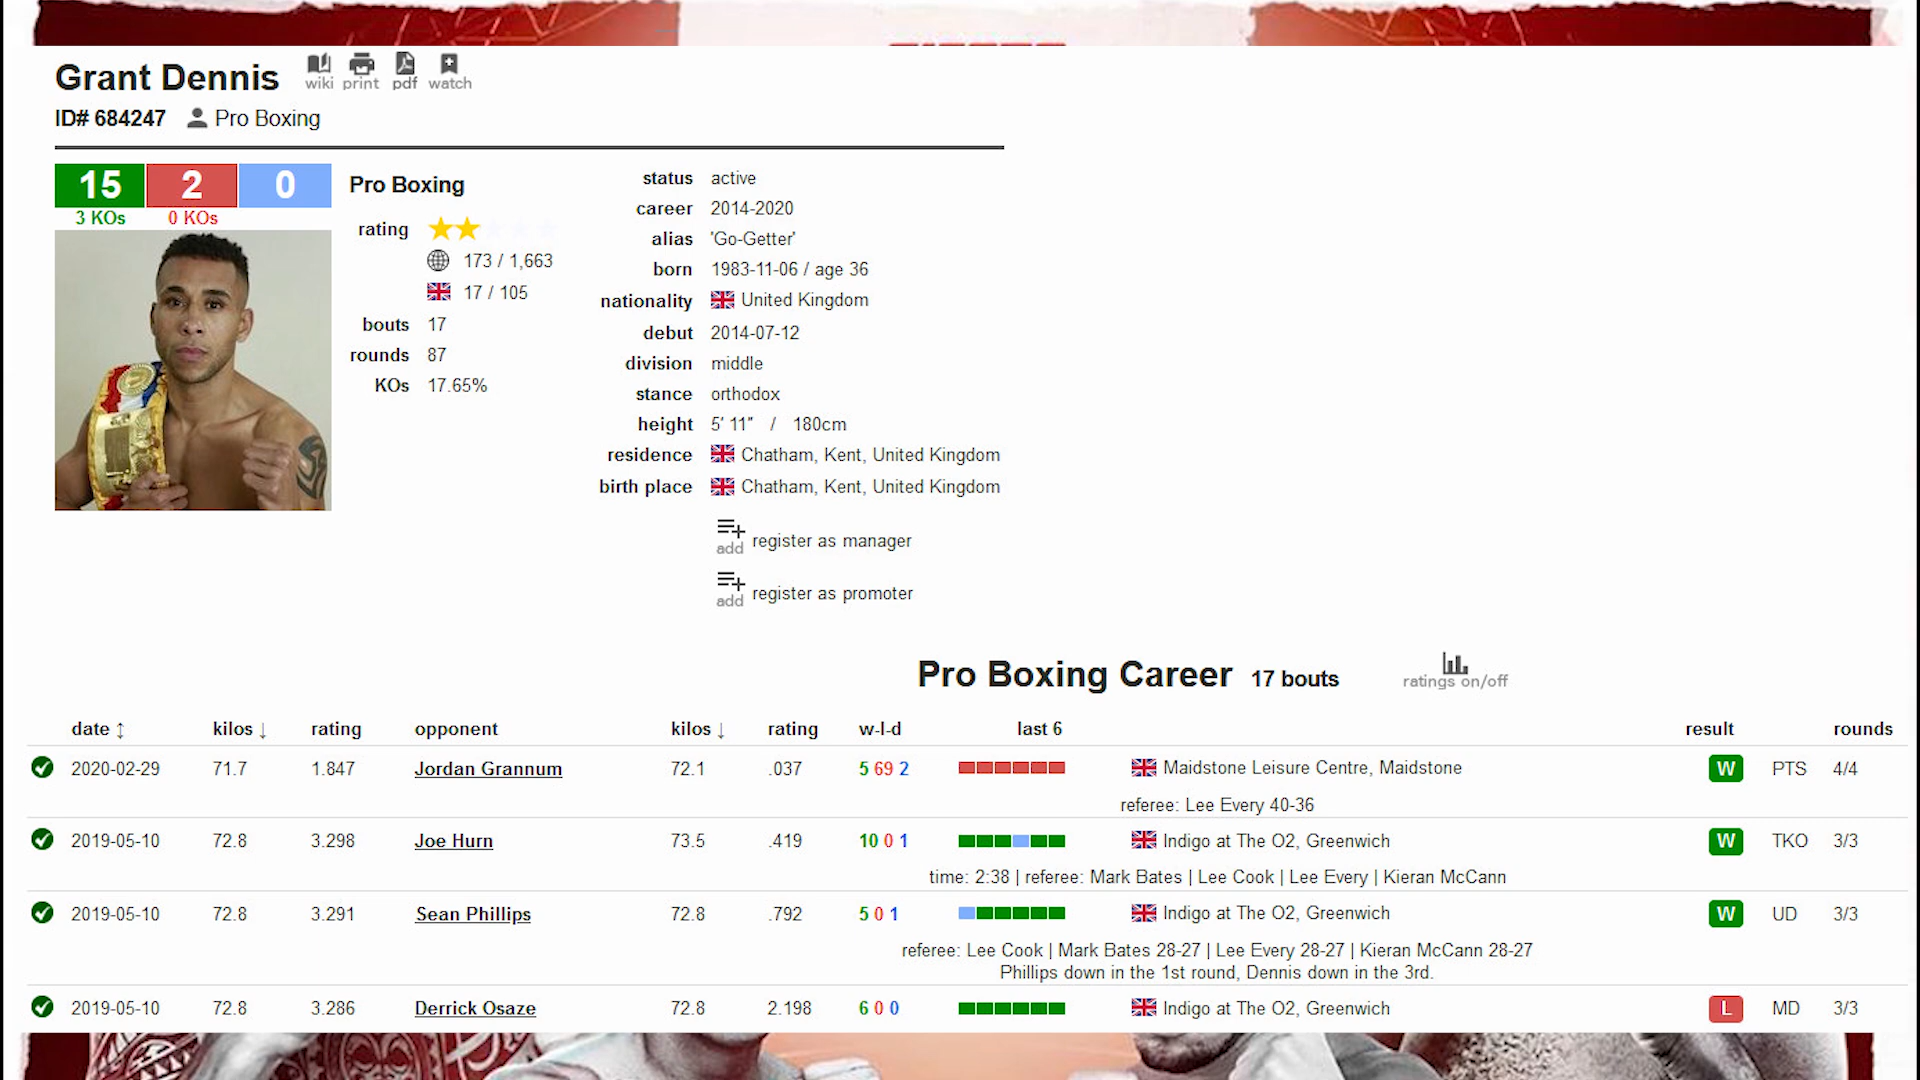 Grant Dennis
wiki print pdf watch
ID# 684247 Pro Boxing
15 2 0
3 KOs 0 KOs
Pro Boxing
rating
173 / 1,663
17 / 105
bouts 17
rounds 87
KOs 17.65%
status active
career 2014-2020
alias 'Go-Getter'
born 1983-11-06 / age 36
nationality United Kingdom
debut 2014-07-12
division middle
stance orthodox
height 5′ 11″ / 180cm
residence Chatham, Kent, United Kingdom
birth place Chatham, Kent, United Kingdom
add register as manager
add register as promoter
Pro Boxing Career 17 bouts ratings on/off
date ↕ kilos ↓ rating opponent kilos ↓ rating w-l-d last 6 result rounds
2020-02-29 71.7 1.847 Jordan Grannum 72.1 .037 5 69 2 Maidstone Leisure Centre, Maidstone W PTS 4/4
referee: Lee Every 40-36
2019-05-10 72.8 3.298 Joe Hurn 73.5 .419 10 0 1 Indigo at The O2, Greenwich W TKO 3/3
time: 2:38 | referee: Mark Bates | Lee Cook | Lee Every | Kieran McCann
2019-05-10 72.8 3.291 Sean Phillips 72.8 .792 5 0 1 Indigo at The O2, Greenwich W UD 3/3
referee: Lee Cook | Mark Bates 28-27 | Lee Every 28-27 | Kieran McCann 28-27
Phillips down in the 1st round, Dennis down in the 3rd.
2019-05-10 72.8 3.286 Derrick Osaze 72.8 2.198 6 0 0 Indigo at The O2, Greenwich L MD 3/3